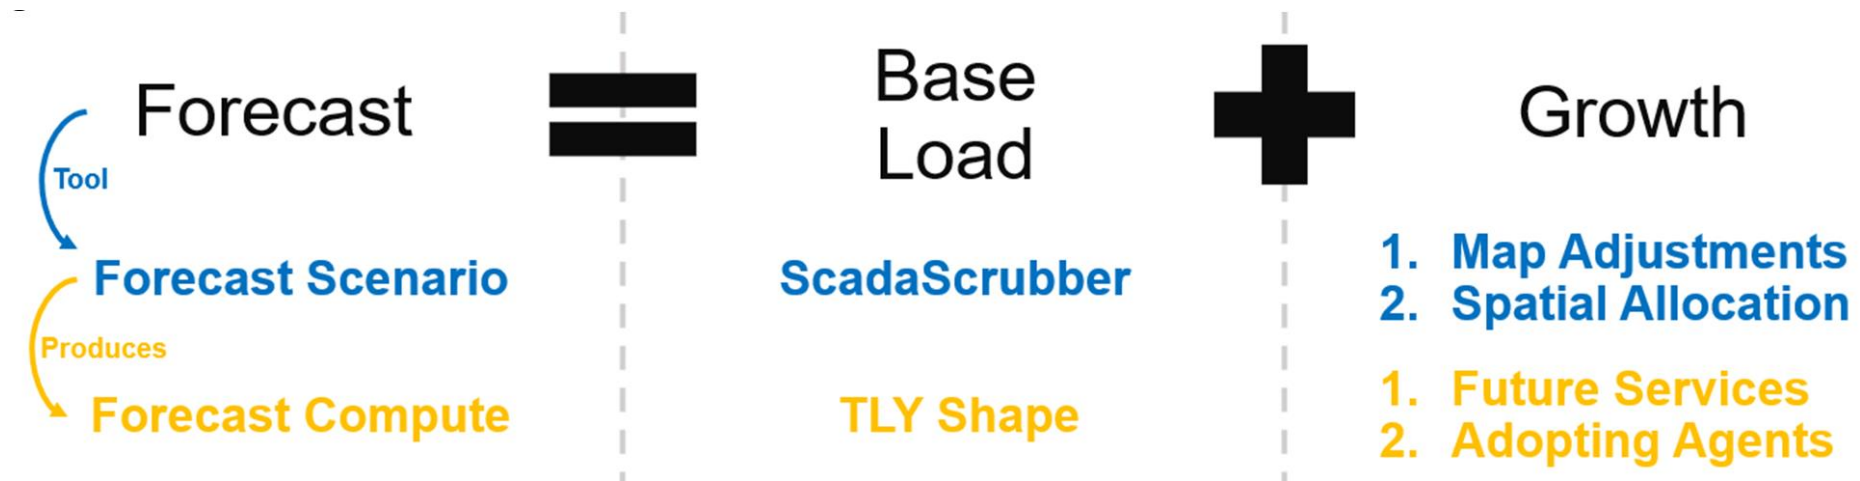 Forecast
Base
Load
Growth
Tool
Forecast Scenario
ScadaScrubber
1. Map Adjustments
2. Spatial Allocation
Produces
Forecast Compute
TLY Shape
1. Future Services
2. Adopting Agents